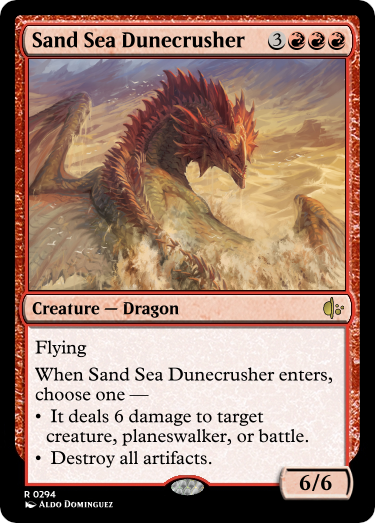 Sand Sea Dunecrusher 3
Creature — Dragon
Flying
When Sand Sea Dunecrusher enters,
choose one —
• It deals 6 damage to target
creature, planeswalker, or battle.
• Destroy all artifacts.
6/6
R 0294
Aldo Dominguez